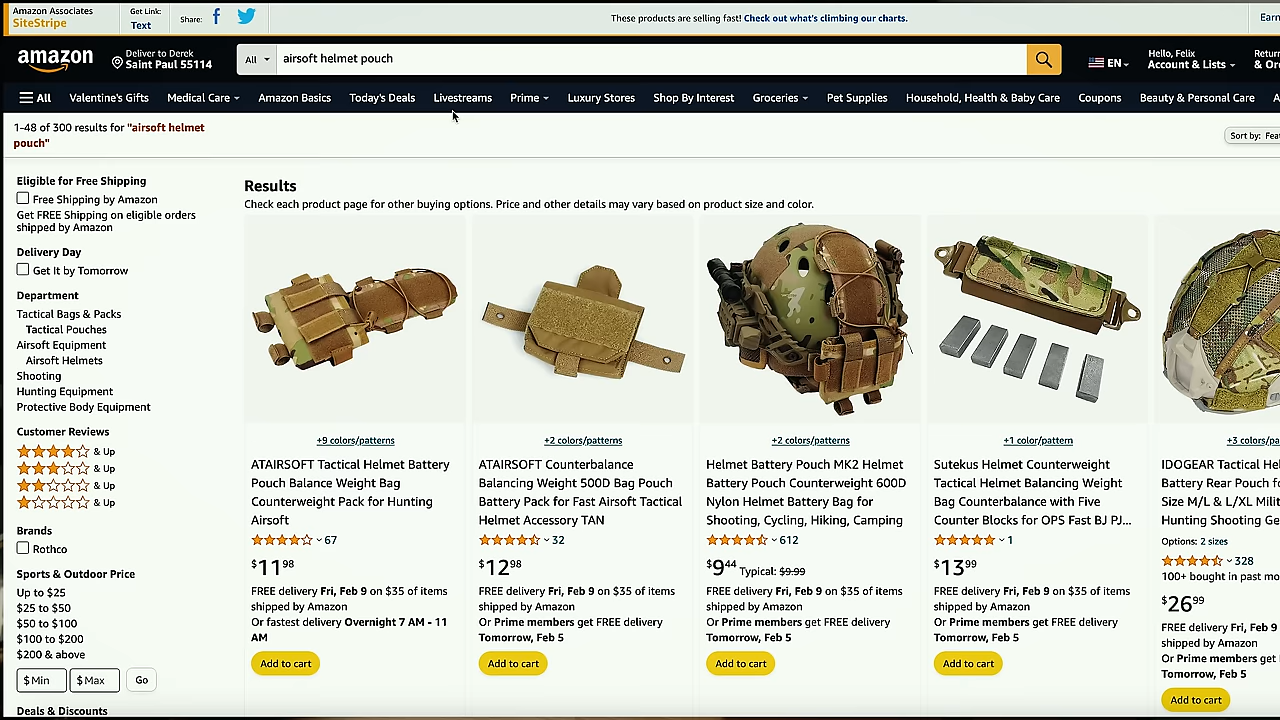 Amazon Associates
SiteStripe
Get Link:
Text
Share:
These products are selling fast! Check out what's climbing our charts.
Earn
amazon
Deliver to Derek
Saint Paul 55114
All
airsoft helmet pouch
EN
Hello, Felix
Account & Lists
Return
& Or
All
Valentine's Gifts
Medical Care
Amazon Basics
Today's Deals
Livestreams
Prime
Luxury Stores
Shop By Interest
Groceries
Pet Supplies
Household, Health & Baby Care
Coupons
Beauty & Personal Care
1-48 of 300 results for "airsoft helmet
pouch"
Sort by: Fea
Eligible for Free Shipping
Free Shipping by Amazon
Get FREE Shipping on eligible orders
shipped by Amazon
Delivery Day
Get It by Tomorrow
Department
Tactical Bags & Packs
Tactical Pouches
Airsoft Equipment
Airsoft Helmets
Shooting
Hunting Equipment
Protective Body Equipment
Customer Reviews
& Up
& Up
& Up
& Up
Brands
Rothco
Sports & Outdoor Price
Up to $25
$25 to $50
$50 to $100
$100 to $200
$200 & above
$ Min
$ Max
Go
Deals & Discounts
Results
Check each product page for other buying options. Price and other details may vary based on product size and color.
+9 colors/patterns
ATAIRSOFT Tactical Helmet Battery
Pouch Balance Weight Bag
Counterweight Pack for Hunting
Airsoft
67
$11 98
FREE delivery Fri, Feb 9 on $35 of items
shipped by Amazon
Or fastest delivery Overnight 7 AM - 11
AM
Add to cart
+2 colors/patterns
ATAIRSOFT Counterbalance
Balancing Weight 500D Bag Pouch
Battery Pack for Fast Airsoft Tactical
Helmet Accessory TAN
32
$12 98
FREE delivery Fri, Feb 9 on $35 of items
shipped by Amazon
Or Prime members get FREE delivery
Tomorrow, Feb 5
Add to cart
+2 colors/patterns
Helmet Battery Pouch MK2 Helmet
Battery Pouch Counterweight 600D
Nylon Helmet Battery Bag for
Shooting, Cycling, Hiking, Camping
612
$9 44 Typical: $9.99
FREE delivery Fri, Feb 9 on $35 of items
shipped by Amazon
Or Prime members get FREE delivery
Tomorrow, Feb 5
Add to cart
+1 color/pattern
Sutekus Helmet Counterweight
Tactical Helmet Balancing Weight
Bag Counterbalance with Five
Counter Blocks for OPS Fast BJ PJ...
1
$13 99
FREE delivery Fri, Feb 9 on $35 of items
shipped by Amazon
Or Prime members get FREE delivery
Tomorrow, Feb 5
Add to cart
+3 colors/pa
IDOGEAR Tactical Hel
Battery Rear Pouch fo
Size M/L & L/XL Milit
Hunting Shooting Gea
Options: 2 sizes
328
100+ bought in past mo
$26 99
FREE delivery Fri, Feb 9
shipped by Amazon
Or Prime members get
Tomorrow, Feb 5
Add to cart